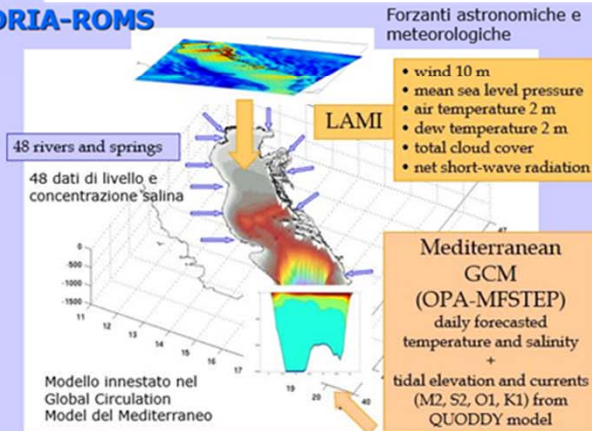 DRIA-ROMS
Forzanti astronomiche e
meteorologiche
LAMI
• wind 10 m
• mean sea level pressure
• air temperature 2 m
• dew temperature 2 m
• total cloud cover
• net short-wave radiation
48 rivers and springs
48 dati di livello e
concentrazione salina
0
-500
-1000
-1500
11
12
13
14
15
16
17
19
20
40
47
Mediterranean
GCM
(OPA-MFSTEP)
daily forecasted
temperature and salinity
+
tidal elevation and currents
(M2, S2, O1, K1) from
QUODDY model
Modello innestato nel
Global Circulation
Model del Mediterraneo